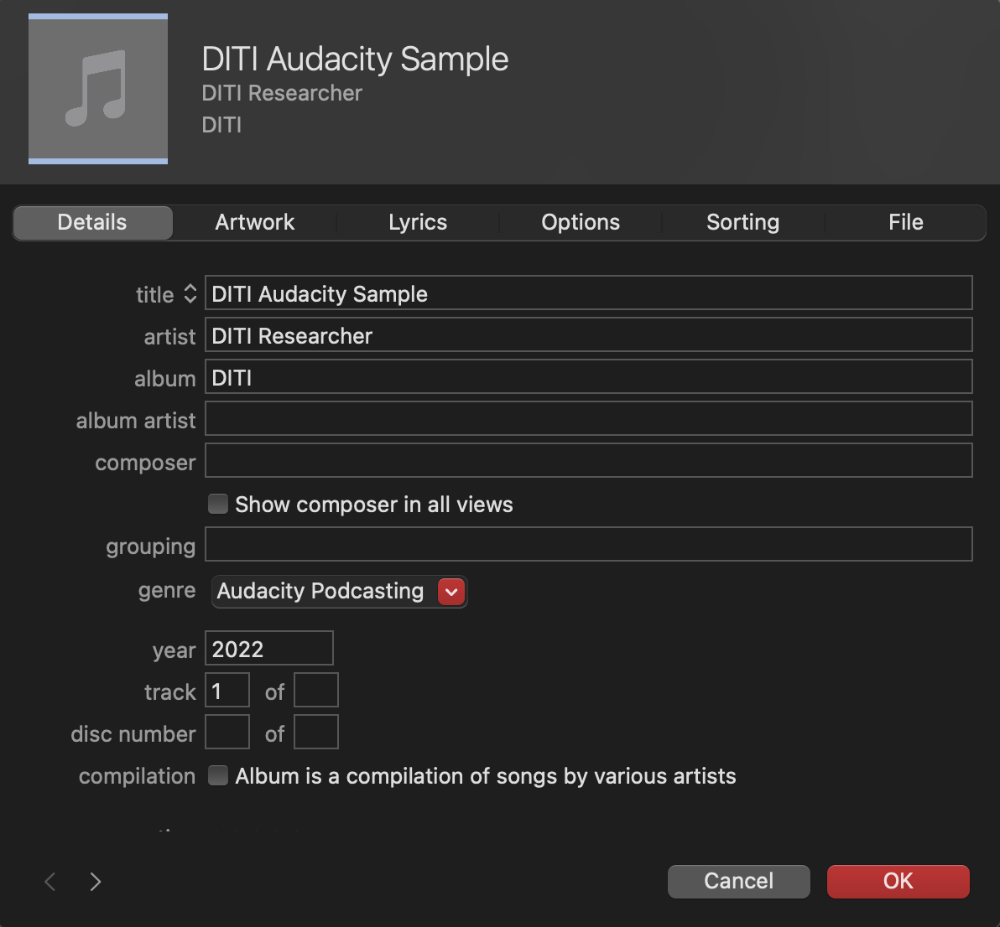 DITI Audacity Sample
DITI Researcher
DITI
Details Artwork Lyrics Options Sorting File
title DITI Audacity Sample
artist DITI Researcher
album DITI
album artist
composer
Show composer in all views
grouping
genre Audacity Podcasting
year 2022
track 1 of
disc number of
compilation Album is a compilation of songs by various artists
Cancel OK